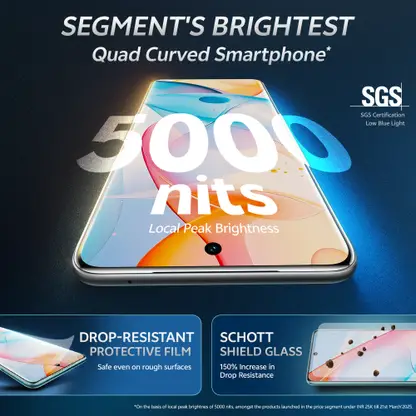 SEGMENT'S BRIGHTEST
Quad Curved Smartphone*
SGS
SGS Certification
Low Blue Light
5000
nits
Local Peak Brightness
DROP-RESISTANT
PROTECTIVE FILM
Safe even on rough surfaces
SCHOTT
SHIELD GLASS
150% Increase in
Drop Resistance
*On the basis of local peak brightness of 5000 nits, amongst the products launched in the price segment under INR 25K till 21st March'2025.